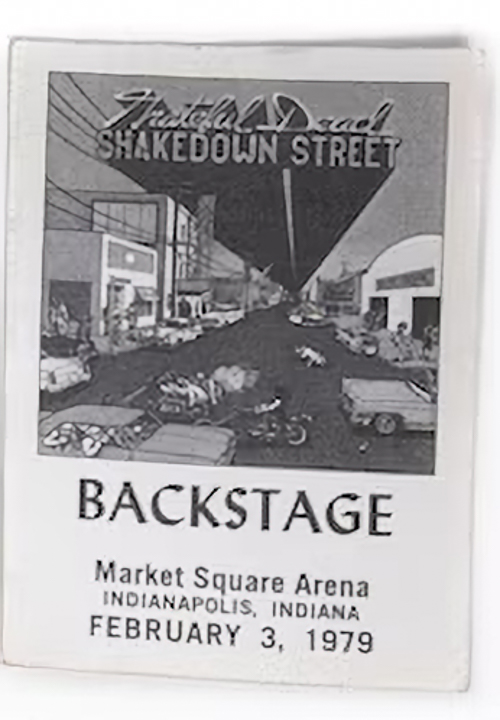 Grateful Dead
SHAKEDOWN STREET
BACKSTAGE
Market Square Arena
INDIANAPOLIS, INDIANA
FEBRUARY 3, 1979